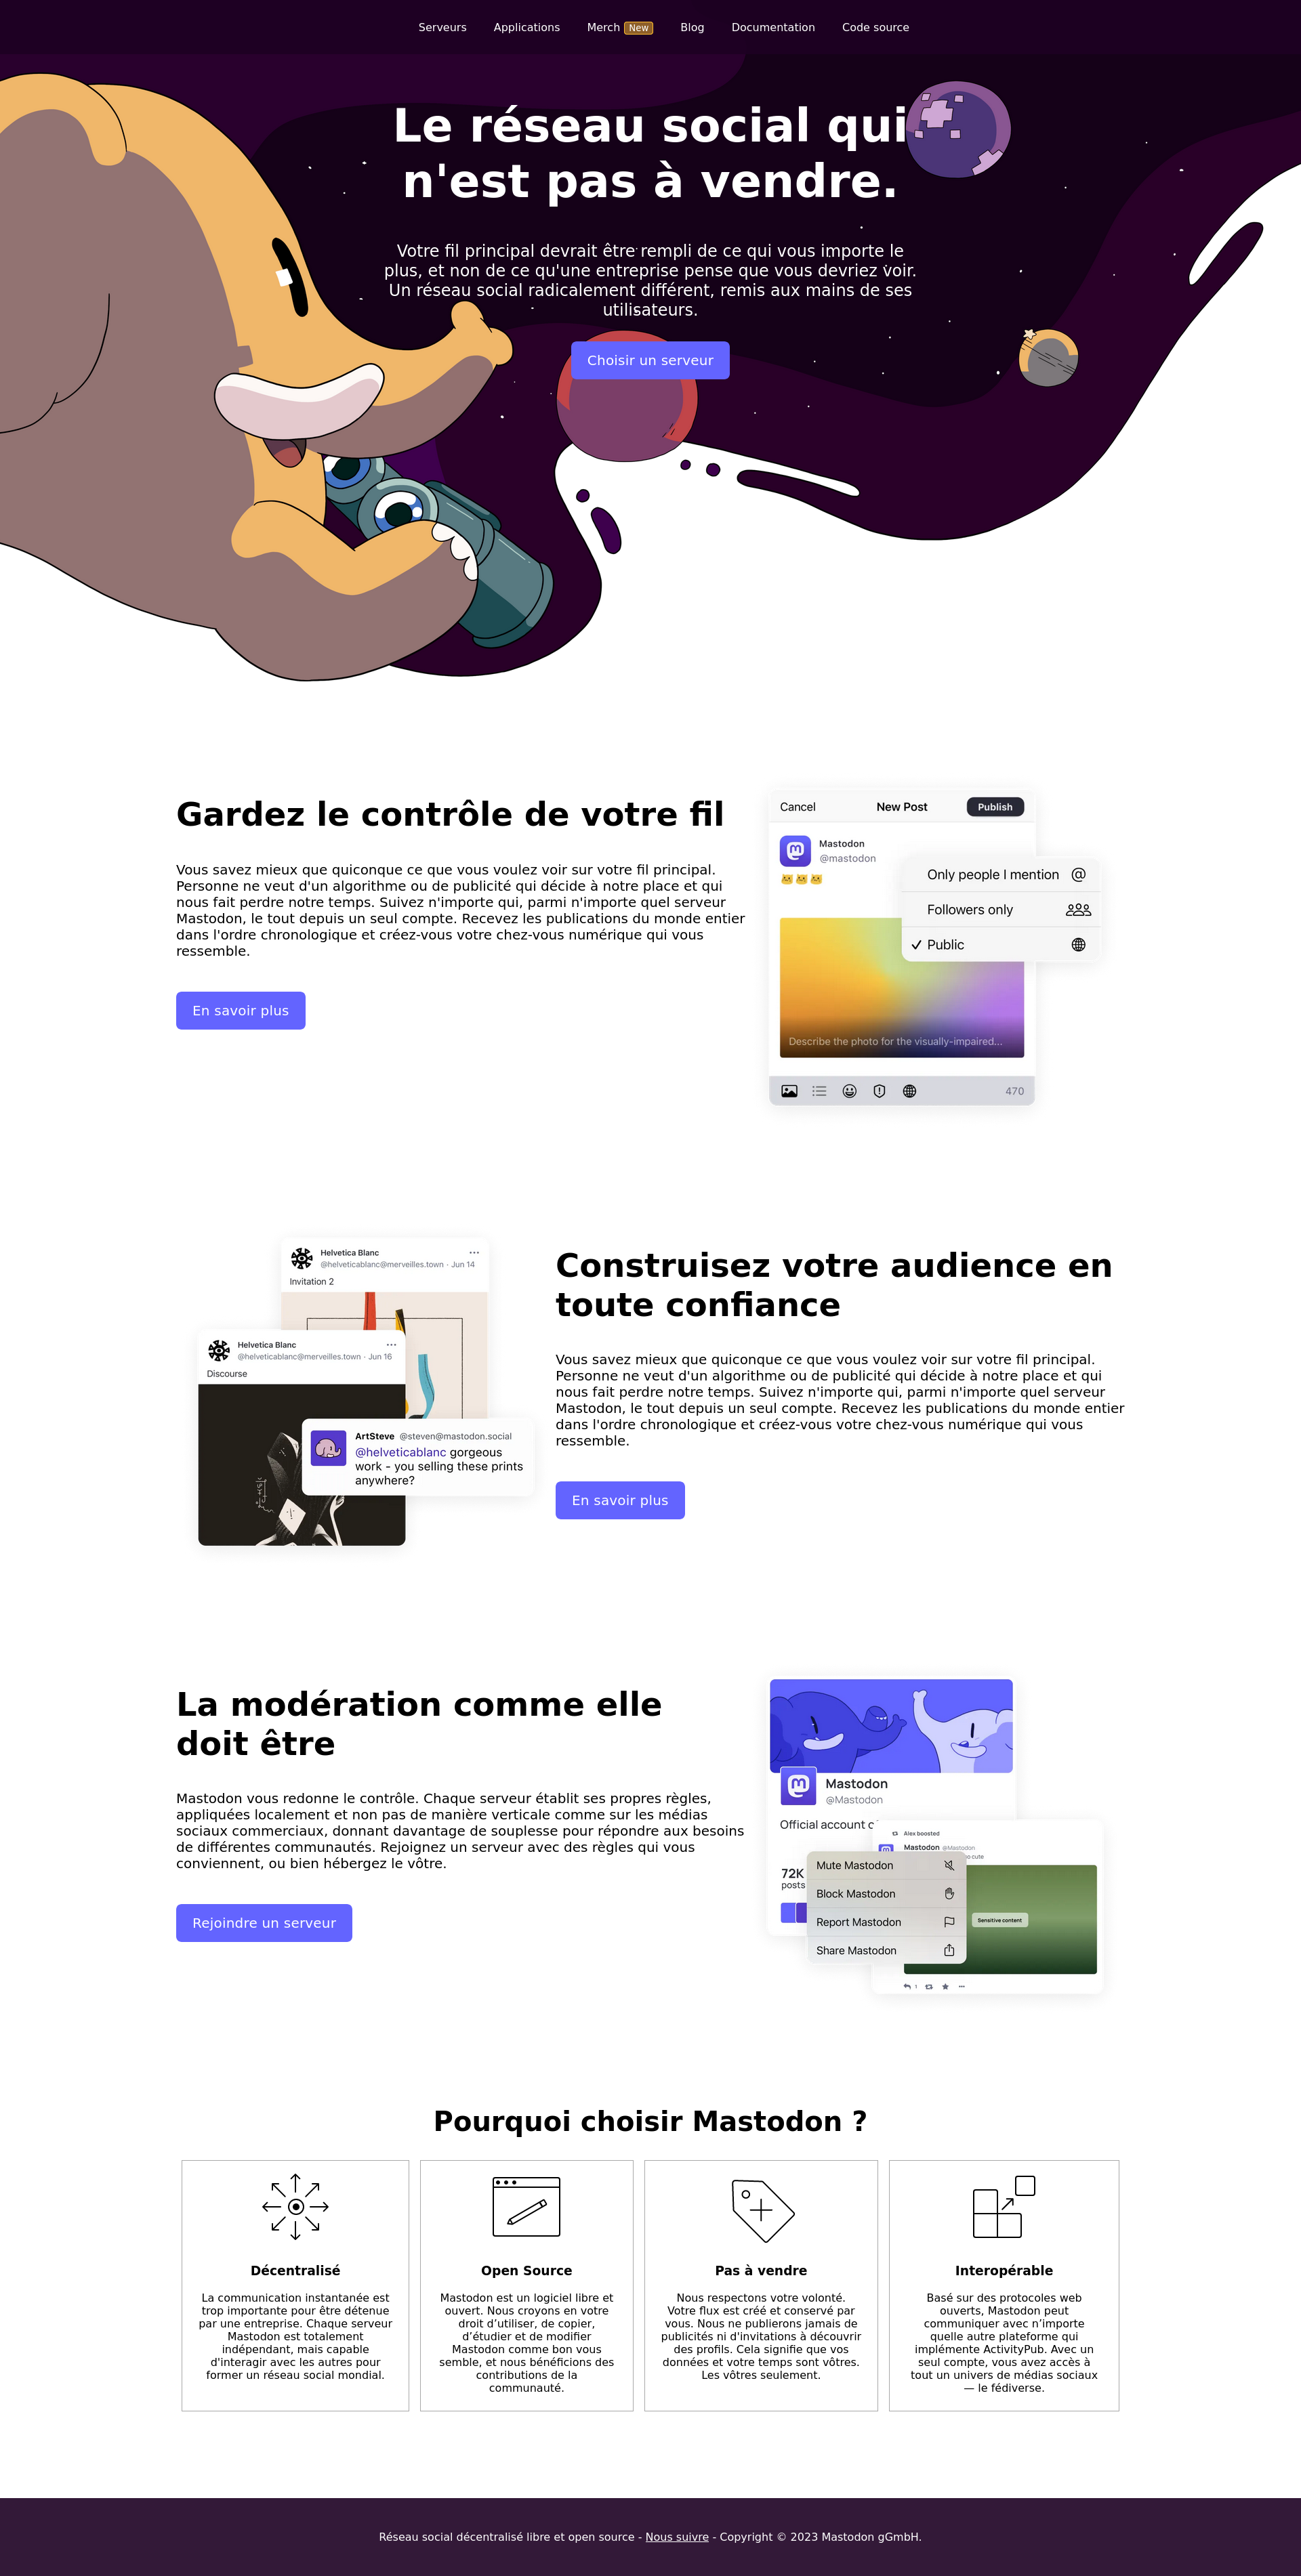 Serveurs Applications Merch New Blog Documentation Code source
Le réseau social qui
n'est pas à vendre.
Votre fil principal devrait être rempli de ce qui vous importe le
plus, et non de ce qu'une entreprise pense que vous devriez voir.
Un réseau social radicalement différent, remis aux mains de ses
utilisateurs.
Choisir un serveur
Gardez le contrôle de votre fil
Vous savez mieux que quiconque ce que vous voulez voir sur votre fil principal.
Personne ne veut d'un algorithme ou de publicité qui décide à notre place et qui
nous fait perdre notre temps. Suivez n'importe qui, parmi n'importe quel serveur
Mastodon, le tout depuis un seul compte. Recevez les publications du monde entier
dans l'ordre chronologique et créez-vous votre chez-vous numérique qui vous
ressemble.
En savoir plus
Cancel New Post Publish
Mastodon
@mastodon
Only people I mention
Followers only
Public
Describe the photo for the visually-impaired...
470
Helvetica Blanc
@helveticablanc@merveilles.town · Jun 14
Invitation 2
Helvetica Blanc
@helveticablanc@merveilles.town · Jun 16
Discourse
ArtSteve @steven@mastodon.social
@helveticablanc gorgeous
work - you selling these prints
anywhere?
Construisez votre audience en
toute confiance
Vous savez mieux que quiconque ce que vous voulez voir sur votre fil principal.
Personne ne veut d'un algorithme ou de publicité qui décide à notre place et qui
nous fait perdre notre temps. Suivez n'importe qui, parmi n'importe quel serveur
Mastodon, le tout depuis un seul compte. Recevez les publications du monde entier
dans l'ordre chronologique et créez-vous votre chez-vous numérique qui vous
ressemble.
En savoir plus
La modération comme elle
doit être
Mastodon vous redonne le contrôle. Chaque serveur établit ses propres règles,
appliquées localement et non pas de manière verticale comme sur les médias
sociaux commerciaux, donnant davantage de souplesse pour répondre aux besoins
de différentes communautés. Rejoignez un serveur avec des règles qui vous
conviennent, ou bien hébergez le vôtre.
Rejoindre un serveur
Mastodon
@Mastodon
Official account
Alex boosted
Mastodon @Mastodon
cute
72K
posts
Mute Mastodon
Block Mastodon
Report Mastodon
Share Mastodon
Sensitive content
1
Pourquoi choisir Mastodon ?
Décentralisé
La communication instantanée est
trop importante pour être détenue
par une entreprise. Chaque serveur
Mastodon est totalement
indépendant, mais capable
d'interagir avec les autres pour
former un réseau social mondial.
Open Source
Mastodon est un logiciel libre et
ouvert. Nous croyons en votre
droit d’utiliser, de copier,
d’étudier et de modifier
Mastodon comme bon vous
semble, et nous bénéficions des
contributions de la
communauté.
Pas à vendre
Nous respectons votre volonté.
Votre flux est créé et conservé par
vous. Nous ne publierons jamais de
publicités ni d'invitations à découvrir
des profils. Cela signifie que vos
données et votre temps sont vôtres.
Les vôtres seulement.
Interopérable
Basé sur des protocoles web
ouverts, Mastodon peut
communiquer avec n’importe
quelle autre plateforme qui
implémente ActivityPub. Avec un
seul compte, vous avez accès à
tout un univers de médias sociaux
— le fédiverse.
Réseau social décentralisé libre et open source - Nous suivre - Copyright © 2023 Mastodon gGmbH.